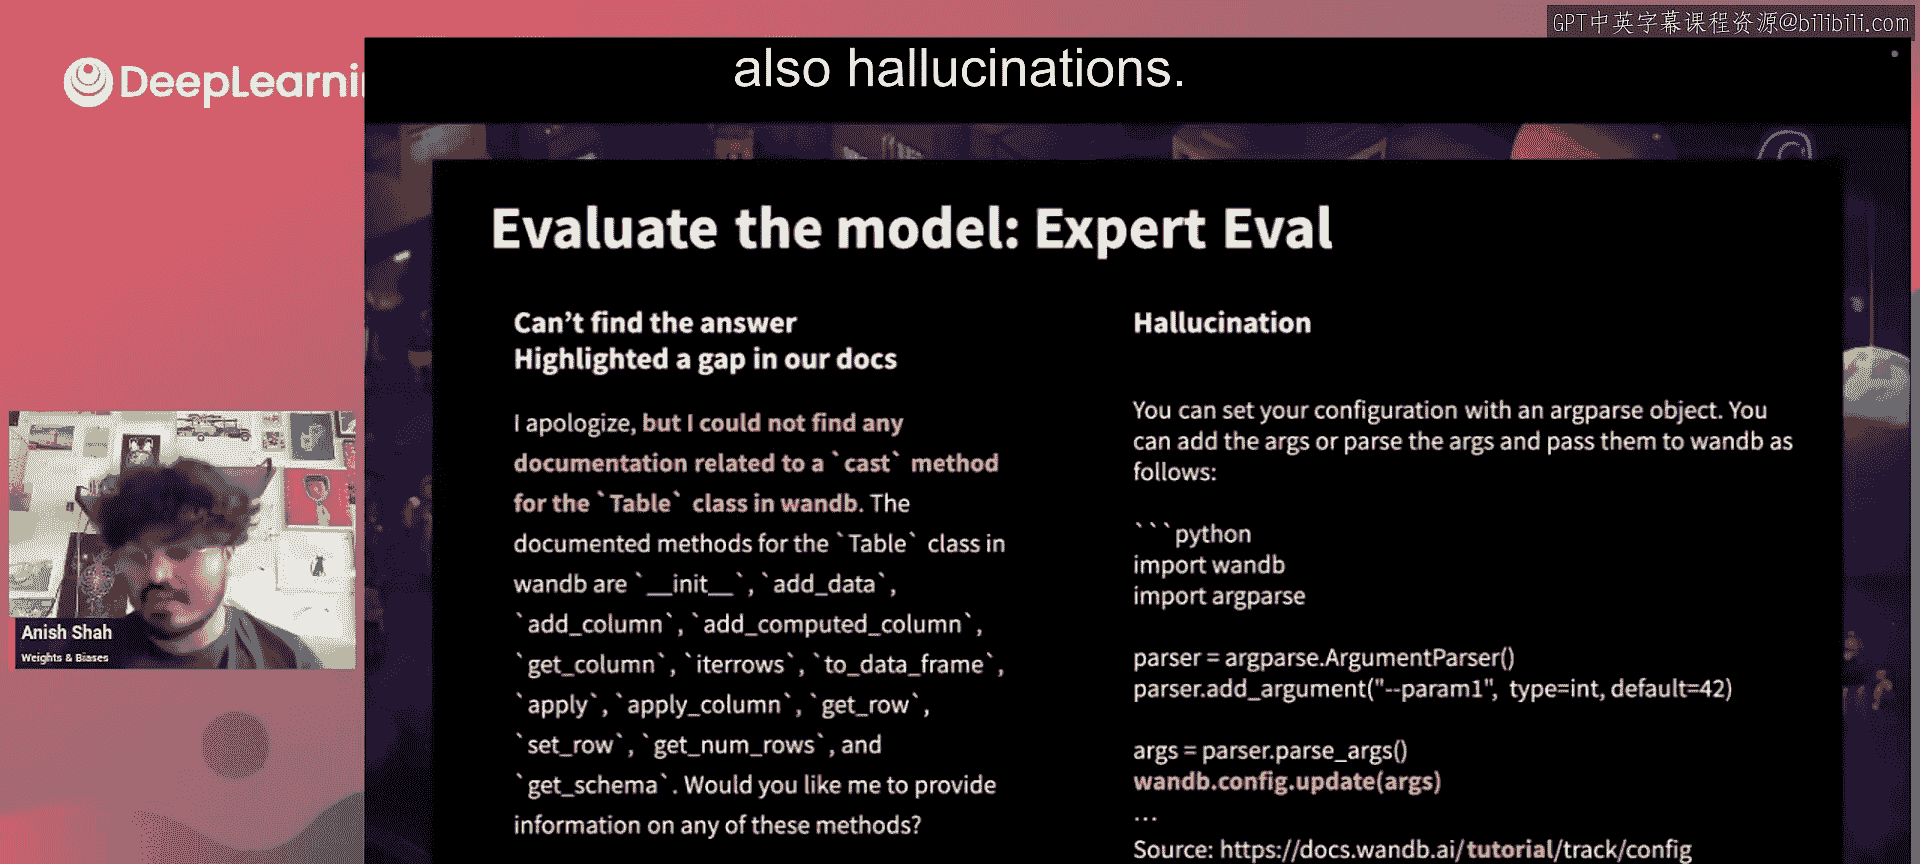 GPT中英字幕课程资源@bilibili.com
DeepLearni
also hallucinations.
Evaluate the model: Expert Eval
Can’t find the answer
Highlighted a gap in our docs
I apologize, but I could not find any
documentation related to a `cast` method
for the `Table` class in wandb. The
documented methods for the `Table` class in
wandb are `__init__`, `add_data`,
`add_column`, `add_computed_column`,
`get_column`, `iterrows`, `to_data_frame`,
`apply`, `apply_column`, `get_row`,
`set_row`, `get_num_rows`, and
`get_schema`. Would you like me to provide
information on any of these methods?
Hallucination
You can set your configuration with an argparse object. You
can add the args or parse the args and pass them to wandb as
follows:
```python
import wandb
import argparse
parser = argparse.ArgumentParser()
parser.add_argument("--param1", type=int, default=42)
args = parser.parse_args()
wandb.config.update(args)
...
Source: https://docs.wandb.ai/tutorial/track/config
Anish Shah
Weights & Biases